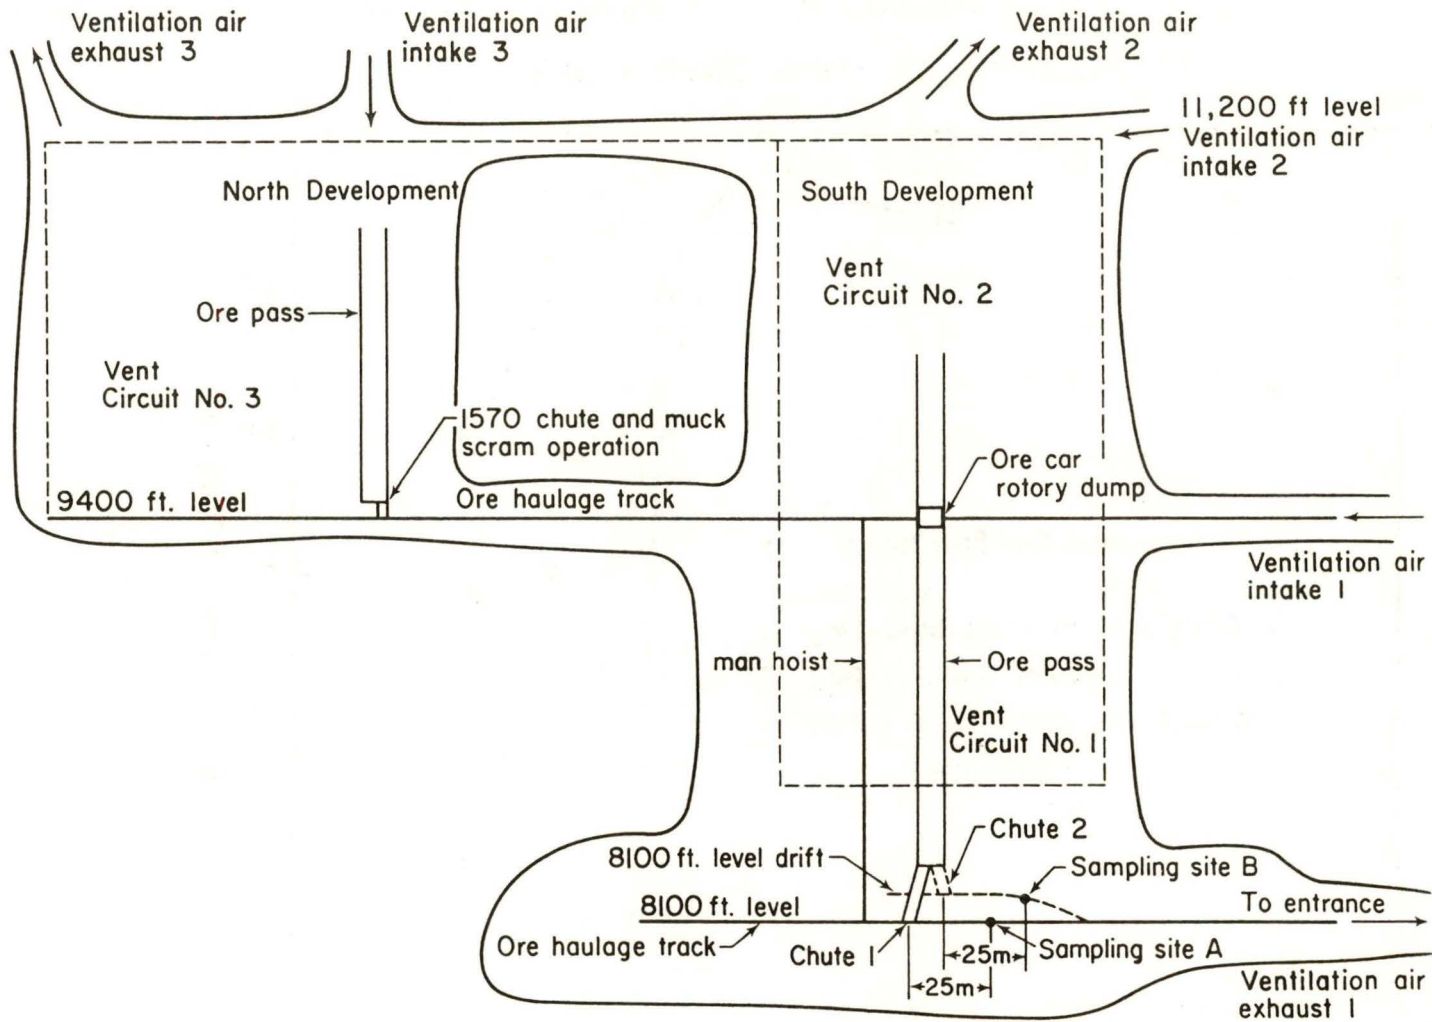 Ventilation air
exhaust 3
Ventilation air
intake 3
Ventilation air
exhaust 2
11,200 ft level
Ventilation air
intake 2
North Development
South Development
Vent
Circuit No. 2
Ore pass
Vent
Circuit No. 3
1570 chute and muck
scram operation
Ore car
rotory dump
9400 ft. level
Ore haulage track
Ventilation air
intake 1
man hoist
Ore pass
Vent
Circuit No. 1
Chute 2
8100 ft. level drift
Sampling site B
8100 ft. level
To entrance
Ore haulage track
Chute 1
25m
Sampling site A
25m
Ventilation air
exhaust 1